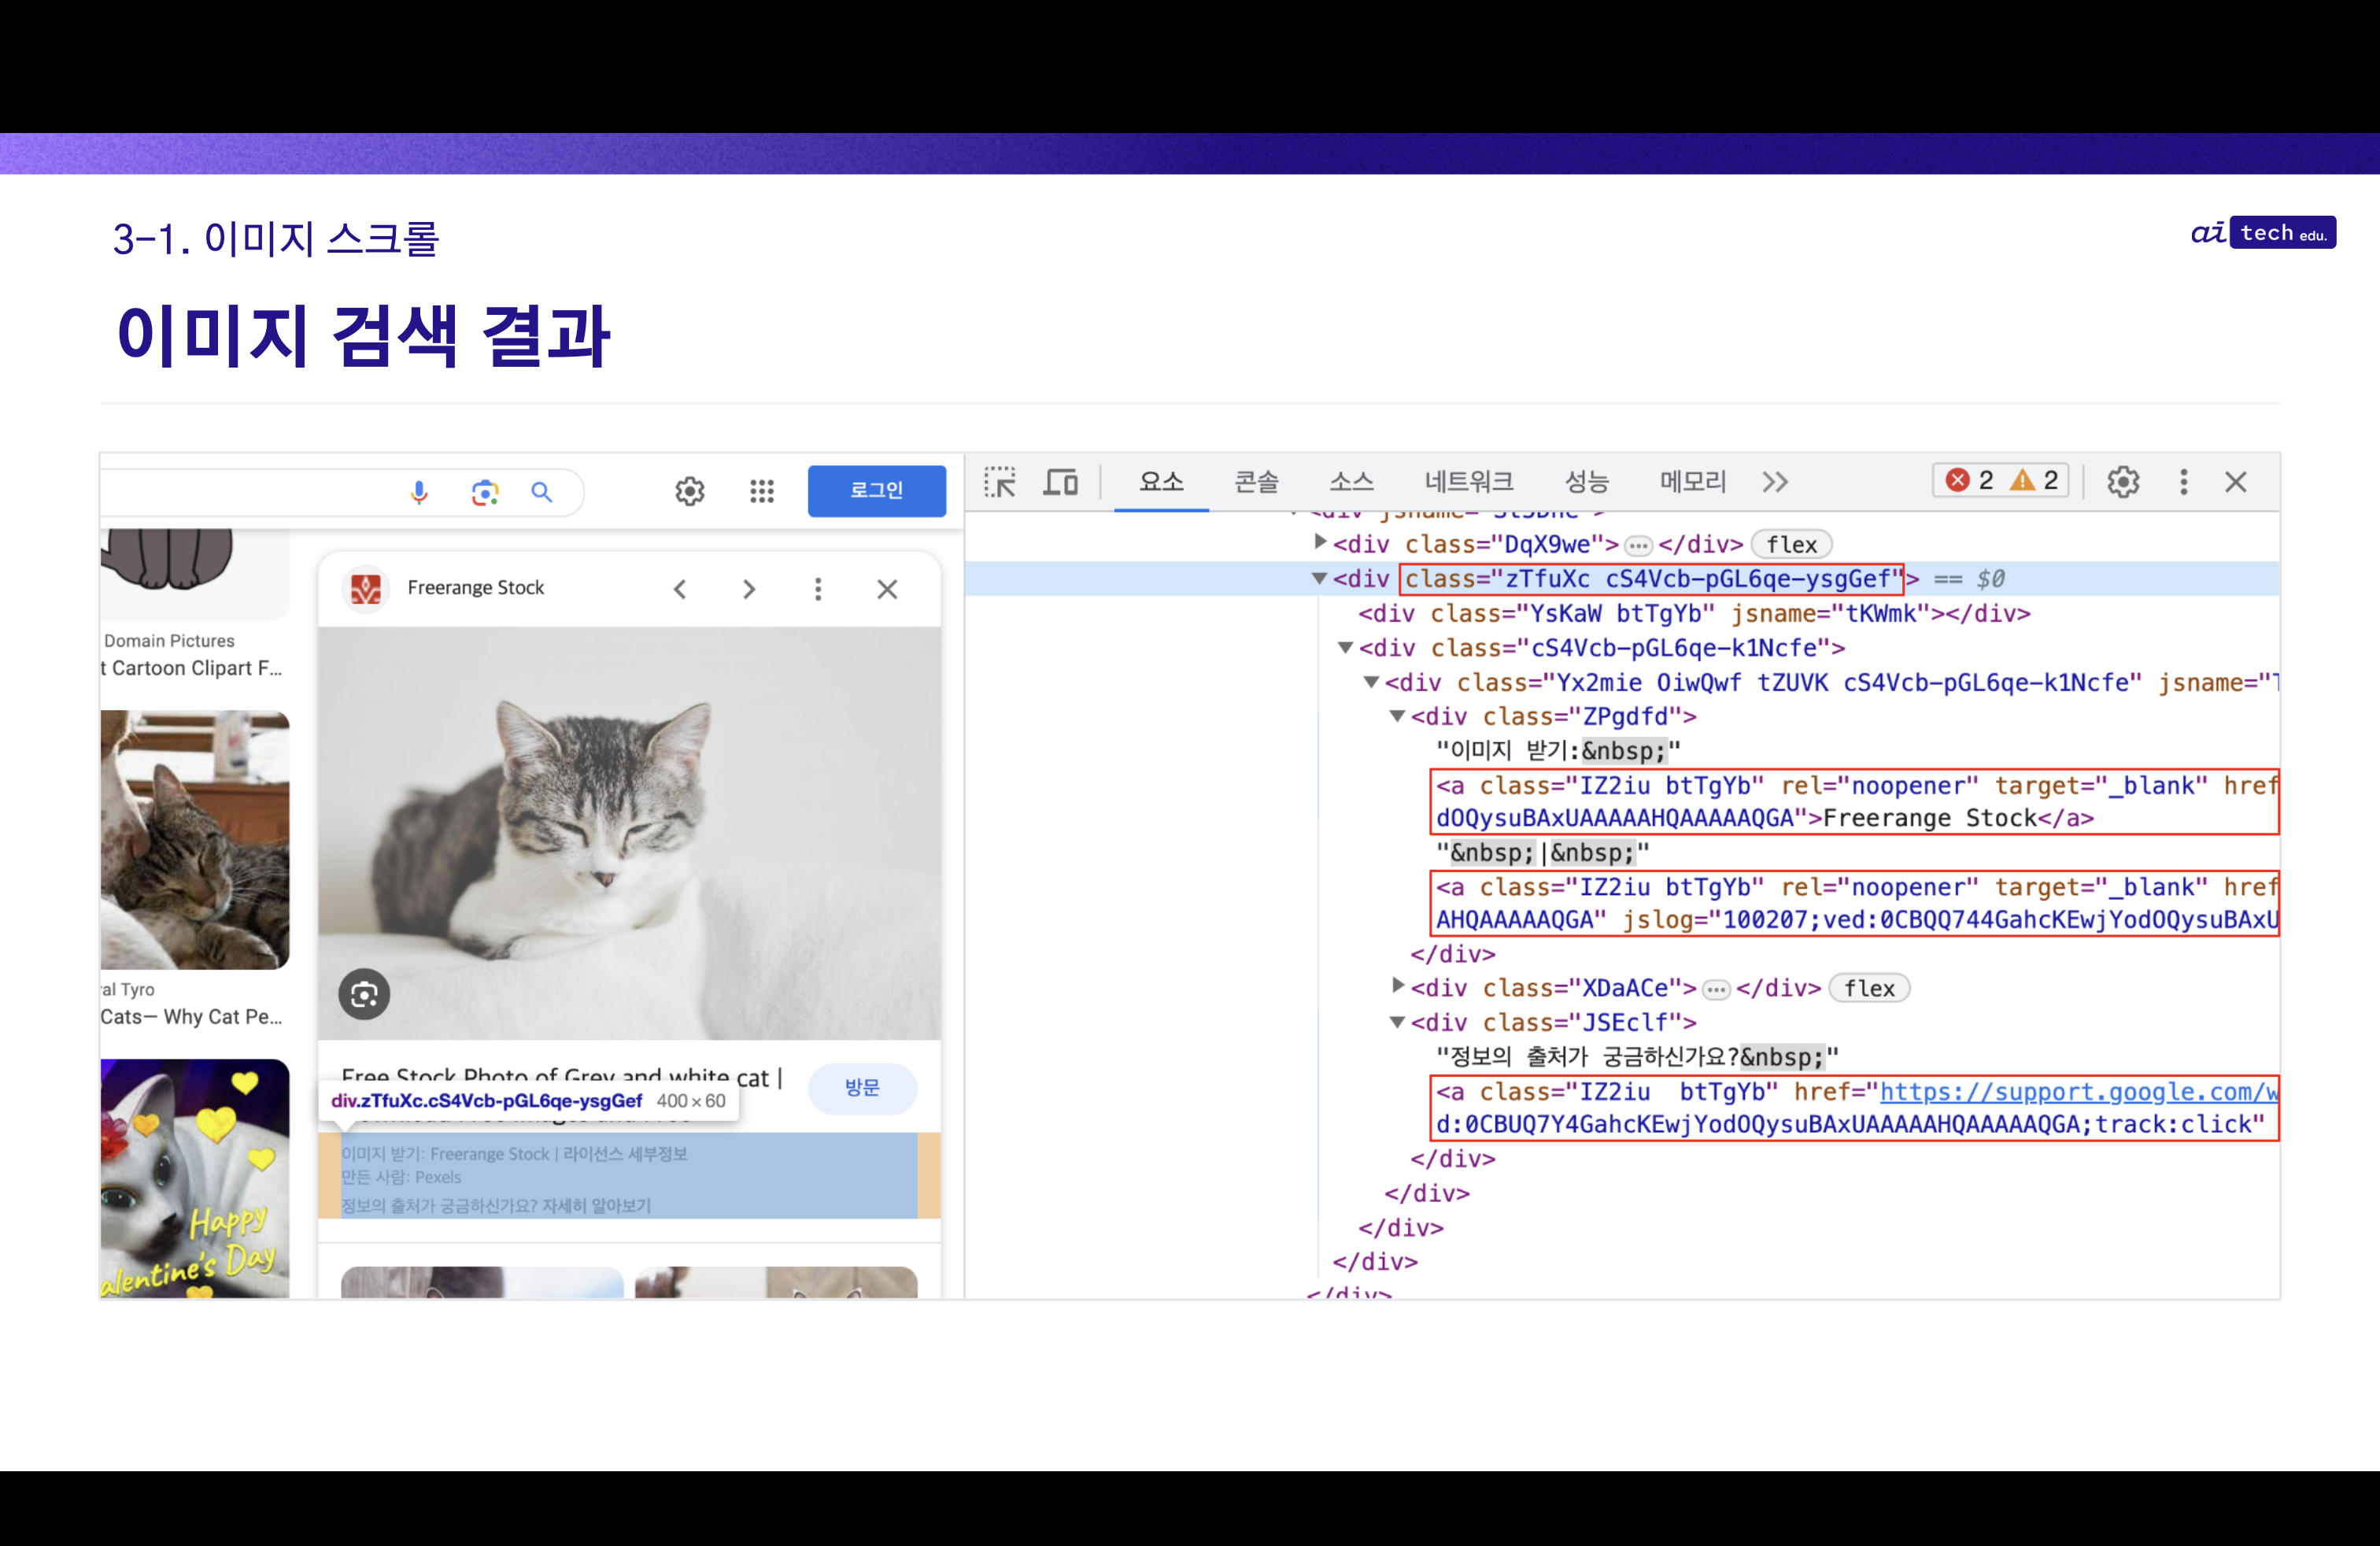 3-1. 이미지 스크롤
ai tech edu.
이미지 검색 결과
로그인
요소 콘솔 소스 네트워크 성능 메모리 2 2
<div class="DqX9we">…</div> flex
<div class="zTfuXc cS4Vcb-pGL6qe-ysgGef"> == $0
<div class="YsKaW btTgYb" jsname="tKWmk"></div>
<div class="cS4Vcb-pGL6qe-k1Ncfe">
<div class="Yx2mie OiwQwf tZUVK cS4Vcb-pGL6qe-k1Ncfe" jsname="
<div class="ZPgdfd">
"이미지 받기:&nbsp;"
<a class="IZ2iu btTgYb" rel="noopener" target="_blank" href
dOQysuBAxUAAAAAHQAAAAAQGA">Freerange Stock</a>
"&nbsp;|&nbsp;"
<a class="IZ2iu btTgYb" rel="noopener" target="_blank" href
AHQAAAAAQGA" jslog="100207;ved:0CBQQ744GahcKEwjYodOQysuBAxU
</div>
<div class="XDaACe">…</div> flex
<div class="JSEclf">
"정보의 출처가 궁금하신가요?&nbsp;"
<a class="IZ2iu  btTgYb" href="https://support.google.com/w
d:0CBUQ7Y4GahcKEwjYodOQysuBAxUAAAAAHQAAAAAQGA;track:click"
</div>
</div>
</div>
</div>
</div>
Freerange Stock
Domain Pictures
t Cartoon Clipart F...
al Tyro
Cats— Why Cat Pe...
Happy
alentine's Day
Free Stock Photo of Grey and white cat |
방문
div.zTfuXc.cS4Vcb-pGL6qe-ysgGef 400 × 60
이미지 받기: Freerange Stock | 라이선스 세부정보
만든 사람: Pexels
정보의 출처가 궁금하신가요? 자세히 알아보기